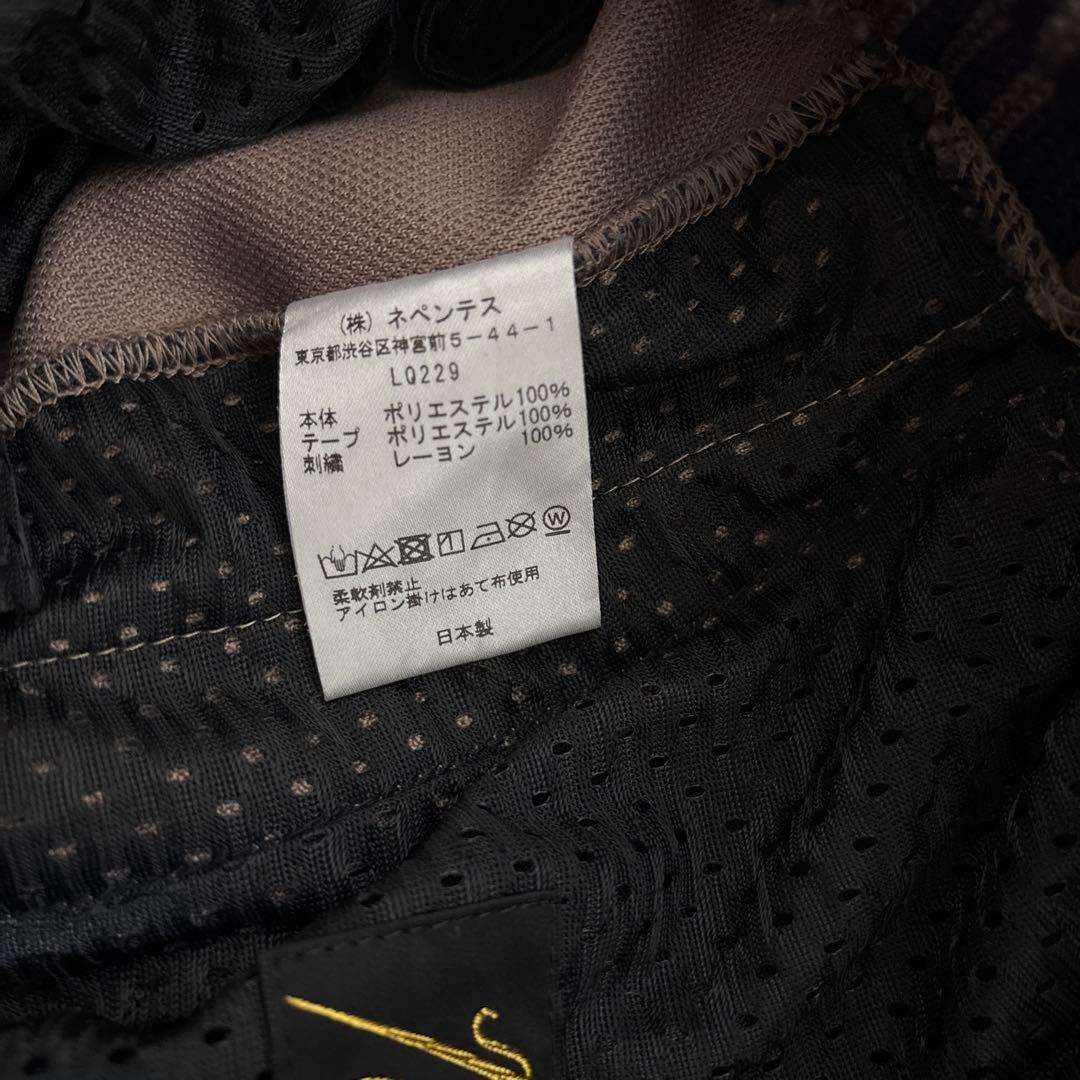 (株) ネペンテス
東京都渋谷区神宮前5-44-1
LQ229
本体 ポリエステル100%
テープ ポリエステル100%
刺繍 レーヨン 100%
W
柔軟剤禁止
アイロン掛けはあて布使用
日本製